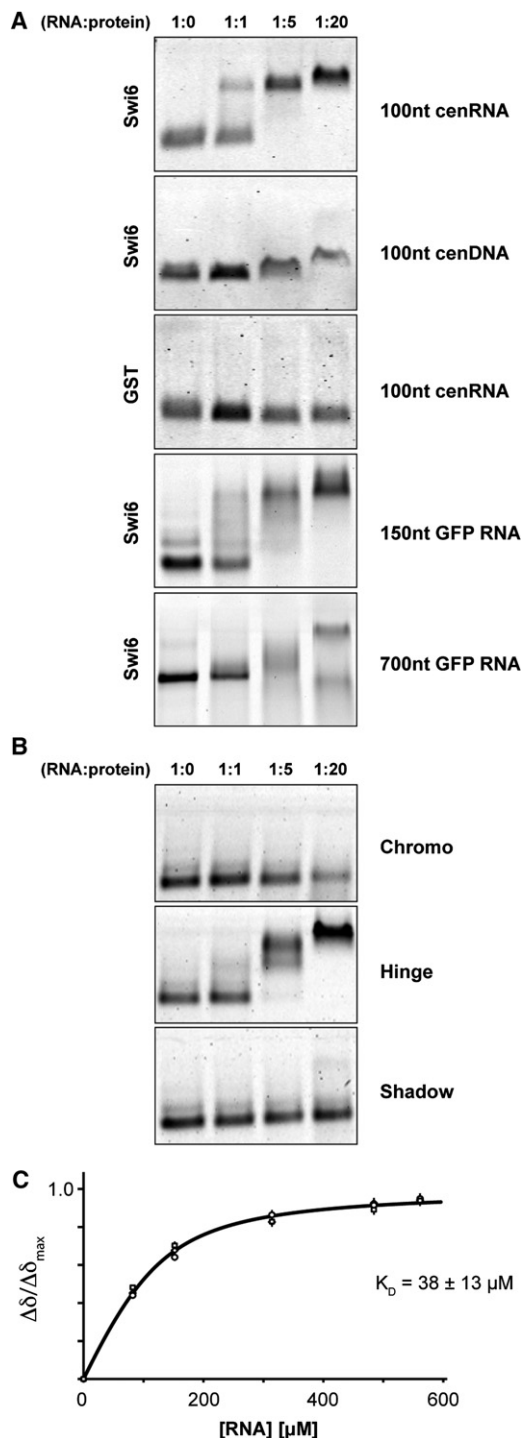 A
(RNA:protein) 1:0 1:1 1:5 1:20
Swi6
100nt cenRNA
Swi6
100nt cenDNA
GST
100nt cenRNA
Swi6
150nt GFP RNA
Swi6
700nt GFP RNA
B
(RNA:protein) 1:0 1:1 1:5 1:20
Chromo
Hinge
Shadow
C
1.0
Δδ/Δδmax
K_D = 38 ± 13 µM
0 200 400 600
[RNA] [µM]